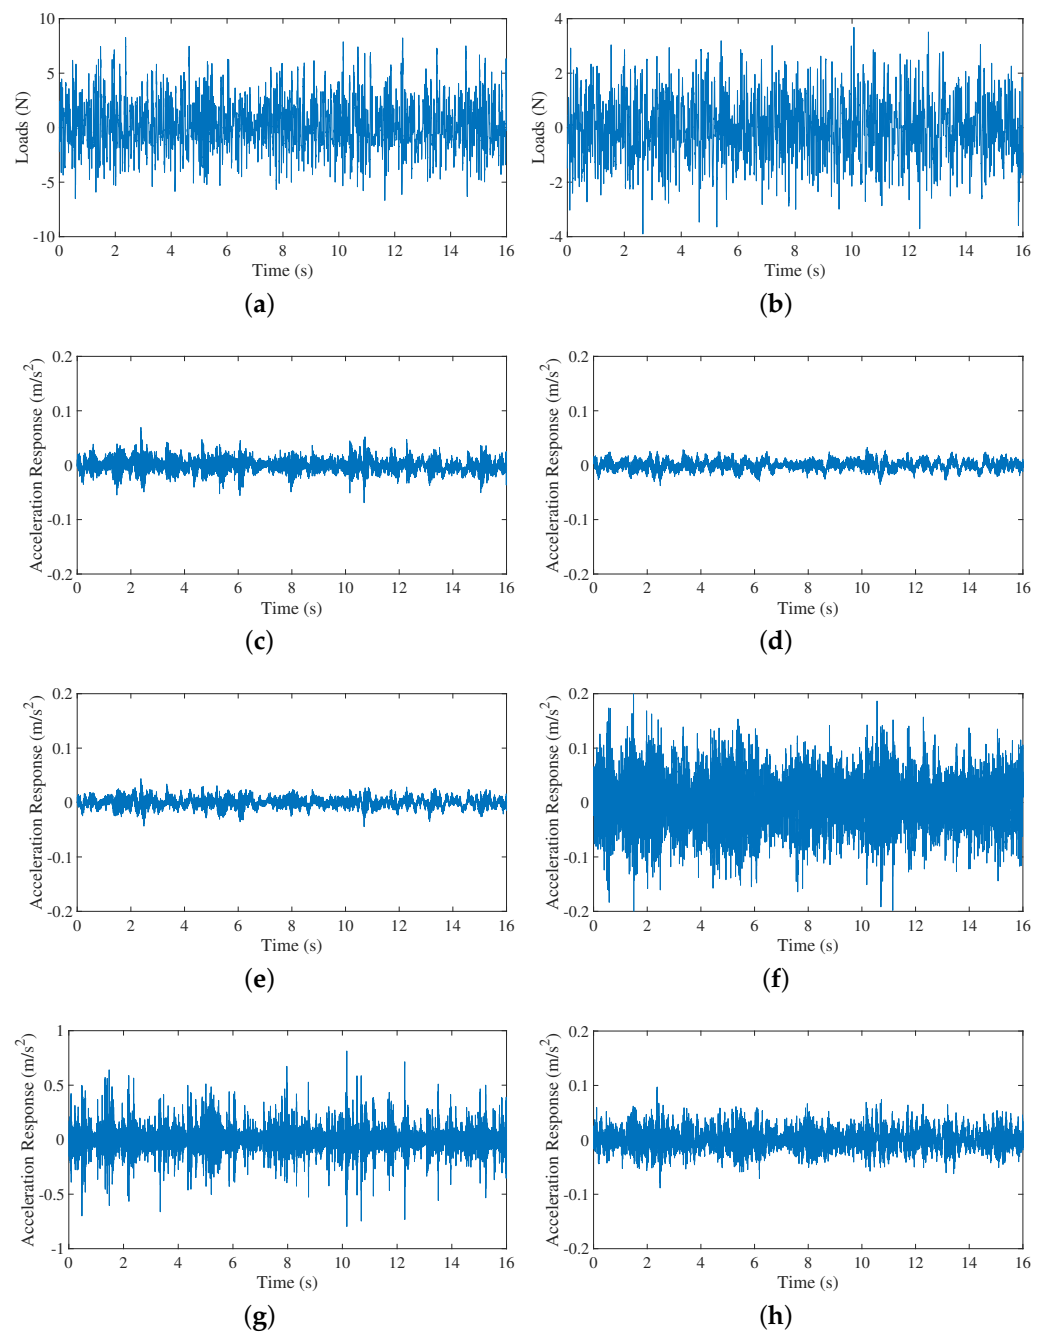 10
5
0
-5
-10
Loads (N)
0 2 4 6 8 10 12 14 16
Time (s)
(a)
4
2
0
-2
-4
Loads (N)
0 2 4 6 8 10 12 14 16
Time (s)
(b)
0.2
0.1
0
-0.1
-0.2
Acceleration Response (m/s²)
0 2 4 6 8 10 12 14 16
Time (s)
(c)
0.2
0.1
0
-0.1
-0.2
Acceleration Response (m/s²)
0 2 4 6 8 10 12 14 16
Time (s)
(d)
0.2
0.1
0
-0.1
-0.2
Acceleration Response (m/s²)
0 2 4 6 8 10 12 14 16
Time (s)
(e)
0.2
0.1
0
-0.1
-0.2
Acceleration Response (m/s²)
0 2 4 6 8 10 12 14 16
Time (s)
(f)
1
0.5
0
-0.5
-1
Acceleration Response (m/s²)
0 2 4 6 8 10 12 14 16
Time (s)
(g)
0.2
0.1
0
-0.1
-0.2
Acceleration Response (m/s²)
0 2 4 6 8 10 12 14 16
Time (s)
(h)